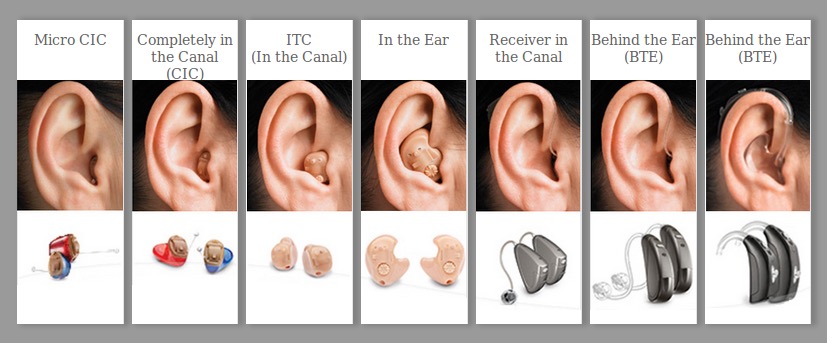 Micro CIC
Completely in
the Canal
(CIC)
ITC
(In the Canal)
In the Ear
Receiver in
the Canal
Behind the Ear
(BTE)
Behind the Ear
(BTE)